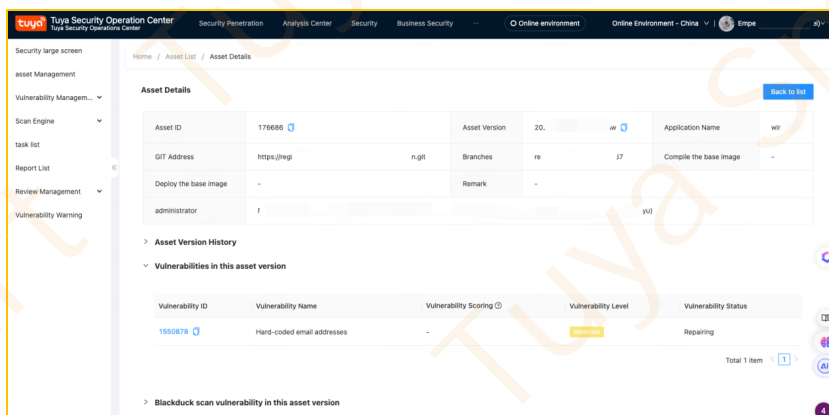 tuya Tuya Security Operation Center Security Penetration Analysis Center Security Business Security ··· Online environment Online Environment - China Empe
Tuya Security Operations Center
Security large screen
asset Management
Vulnerability Managem...
Scan Engine
task list
Report List
Review Management
Vulnerability Warning
Home / Asset List / Asset Details
Asset Details Back to list
Asset ID 176686 Asset Version 20. Application Name wir
GIT Address https://regi n.git Branches re Compile the base image -
Deploy the base image - Remark -
administrator yu)
Asset Version History
Vulnerabilities in this asset version
Vulnerability ID Vulnerability Name Vulnerability Scoring Vulnerability Level Vulnerability Status
1550878 Hard-coded email addresses - Repairing
Total 1 item < 1 >
Blackduck scan vulnerability in this asset version
Ai
4
Tuya